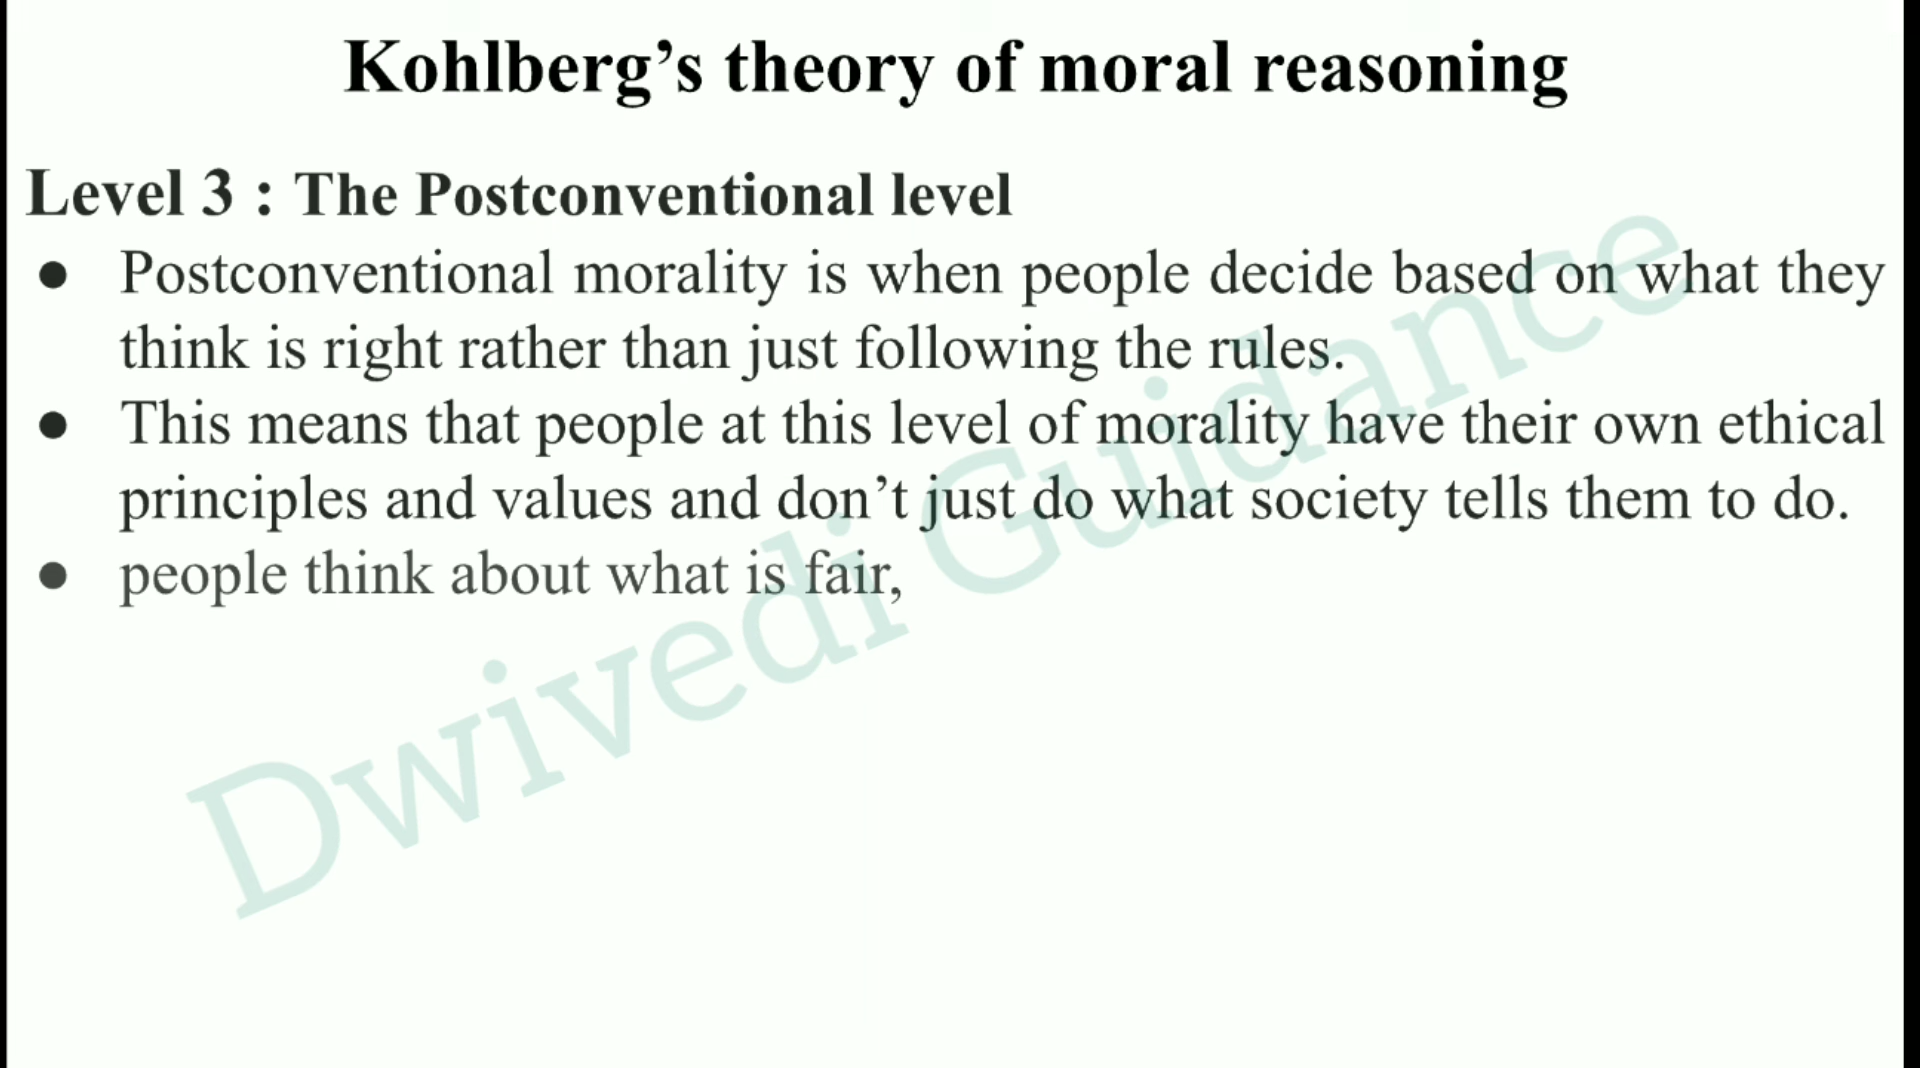 Kohlberg’s theory of moral reasoning
Level 3 : The Postconventional level
● Postconventional morality is when people decide based on what they
think is right rather than just following the rules.
● This means that people at this level of morality have their own ethical
principles and values and don’t just do what society tells them to do.
● people think about what is fair,
Dwivedi Guidance